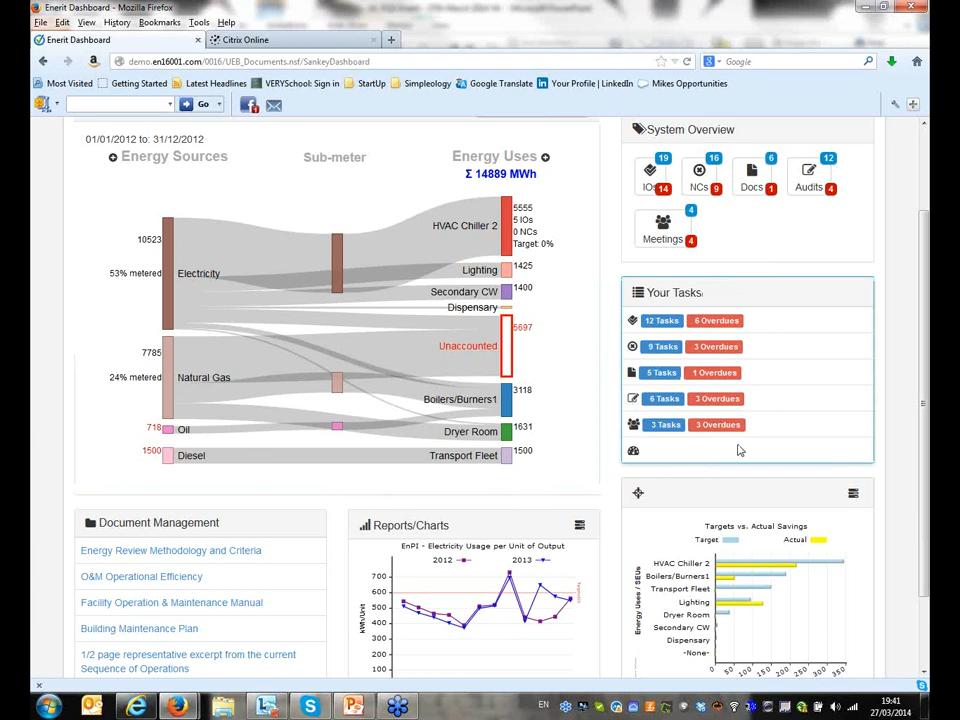 Enerit Dashboard - Mozilla Firefox
File Edit View History Bookmarks Tools Help
Enerit Dashboard × Citrix Online × +
demo.en16001.com/0016/UEB_Documents.nsf/SankeyDashboard
Google
Most Visited Getting Started Latest Headlines VERYSchool: Sign in StartUp Simpleology Google Translate Your Profile | LinkedIn Mikes Opportunities
Go
01/01/2012 to: 31/12/2012
Energy Sources Sub-meter Energy Uses
Σ 14889 MWh
10523
53% metered
Electricity
7785
24% metered
Natural Gas
718 Oil
1500 Diesel
HVAC Chiller 2
5555
5 IOs
0 NCs
Target: 0%
Lighting 1425
Secondary CW 1400
Dispensary
Unaccounted 5697
Boilers/Burners1 3118
Dryer Room 1631
Transport Fleet 1500
System Overview
19 16 6 12
IOs 14 NCs 9 Docs 1 Audits 4
4
Meetings 4
Your Tasks
12 Tasks 6 Overdues
9 Tasks 3 Overdues
5 Tasks 1 Overdues
6 Tasks 3 Overdues
3 Tasks 3 Overdues
Document Management
Energy Review Methodology and Criteria
O&M Operational Efficiency
Facility Operation & Maintenance Manual
Building Maintenance Plan
1/2 page representative excerpt from the current
Sequence of Operations
Reports/Charts
EnPI - Electricity Usage per Unit of Output
2012 2013
kWh/Unit
700
600
500
400
300
200
100
Targets vs. Actual Savings
Target Actual
Energy Uses / SEUs
HVAC Chiller 2
Boilers/Burners1
Transport Fleet
Lighting
Dryer Room
Secondary CW
Dispensary
-None-
0 50 100 150 200 250 300 350
EN
19:41
27/03/2014